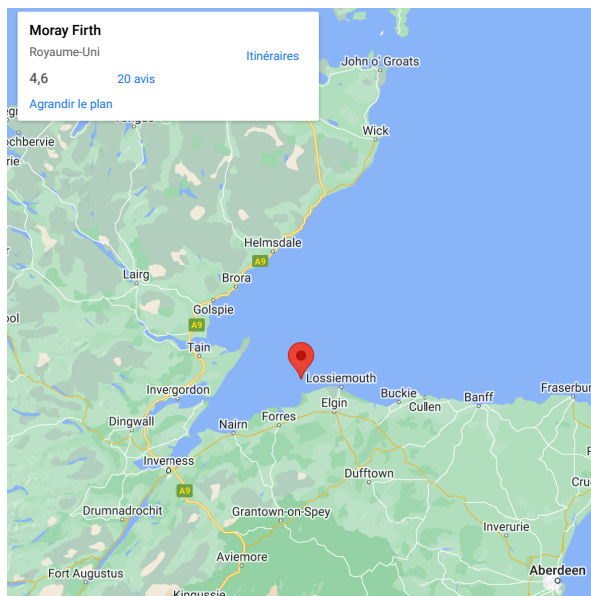 Moray Firth
Royaume-Uni
Itinéraires
4,6
20 avis
Agrandir le plan
John o' Groats
Wick
Helmsdale
A9
Lairg
Brora
Golspie
A9
Tain
Lossiemouth
Invergordon
Buckie
Banff
Elgin
Cullen
Forres
Dingwall
Nairn
Inverness
Dufftown
A9
Drumnadrochit
Grantown-on-Spey
Inverurie
Aviemore
Aberdeen
Fort Augustus
Kingussie